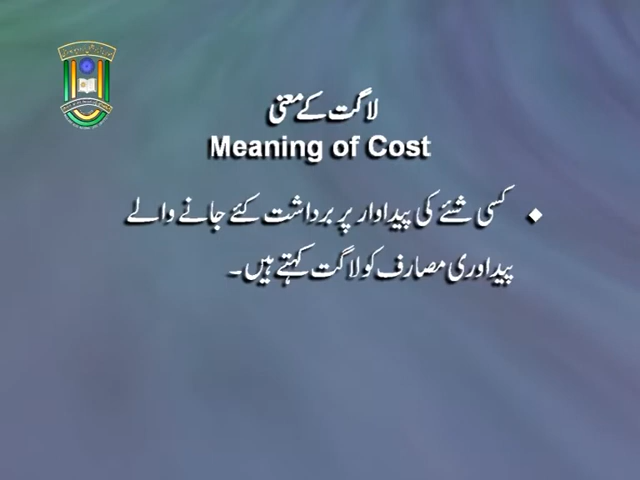 لاگت کے معنی
Meaning of Cost
• کسی شئے کی پیداوار پر برداشت کئے جانے والے
پیداوری مصارف کو لاگت کہتے ہیں۔